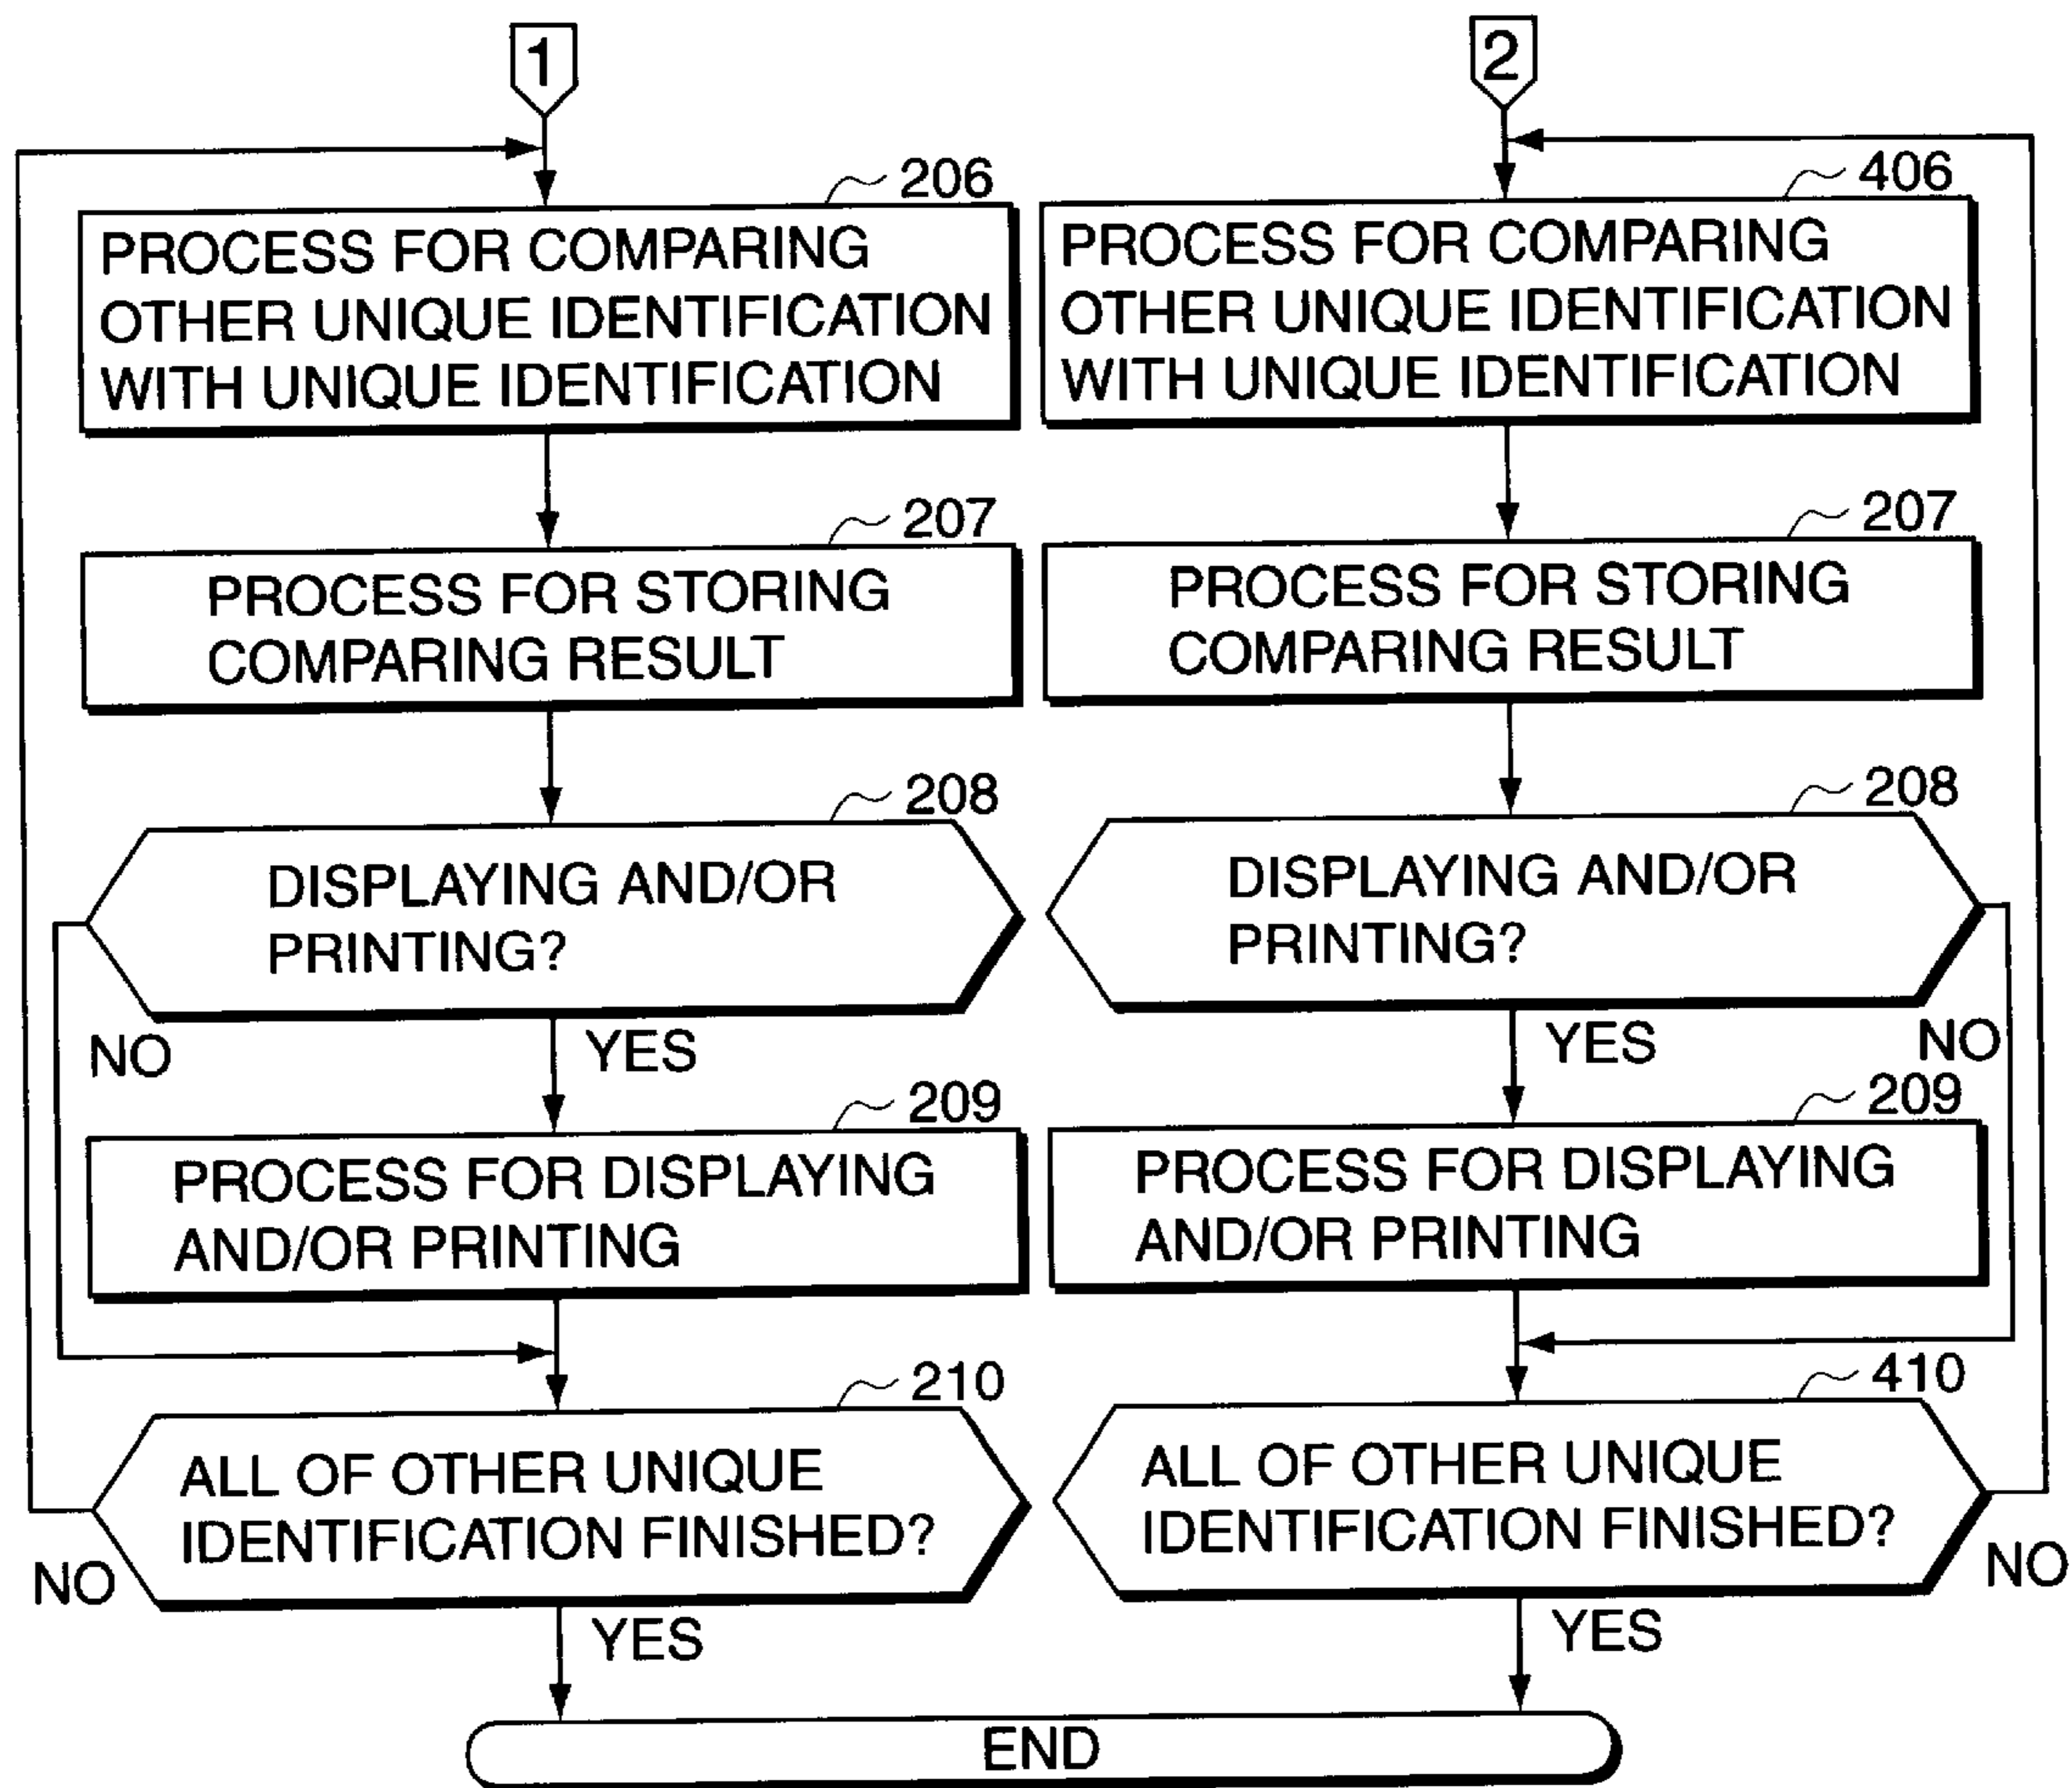 1
206
PROCESS FOR COMPARING
OTHER UNIQUE IDENTIFICATION
WITH UNIQUE IDENTIFICATION
207
PROCESS FOR STORING
COMPARING RESULT
208
DISPLAYING AND/OR
PRINTING?
NO
YES
209
PROCESS FOR DISPLAYING
AND/OR PRINTING
210
ALL OF OTHER UNIQUE
IDENTIFICATION FINISHED?
NO
YES
2
406
PROCESS FOR COMPARING
OTHER UNIQUE IDENTIFICATION
WITH UNIQUE IDENTIFICATION
207
PROCESS FOR STORING
COMPARING RESULT
208
DISPLAYING AND/OR
PRINTING?
YES
NO
209
PROCESS FOR DISPLAYING
AND/OR PRINTING
410
ALL OF OTHER UNIQUE
IDENTIFICATION FINISHED?
NO
YES
END